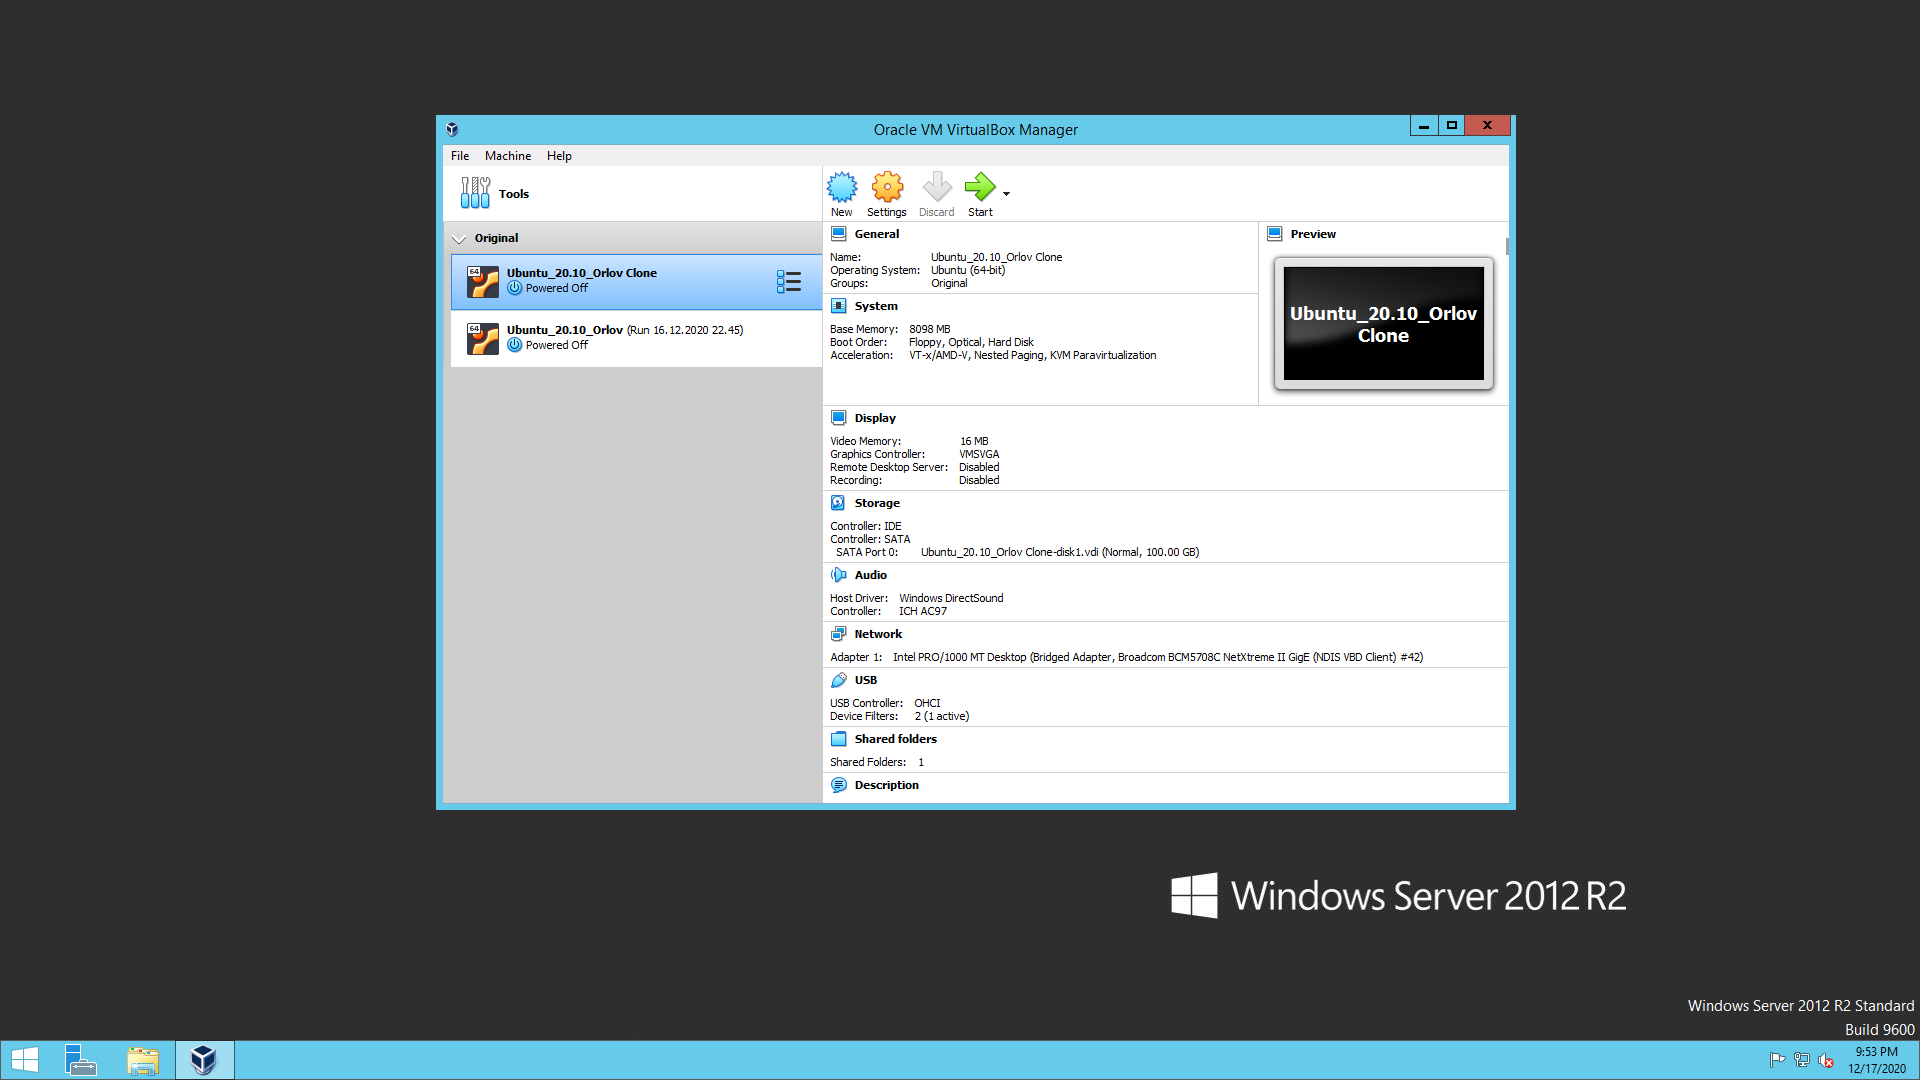 Oracle VM VirtualBox Manager
File Machine Help
Tools
New Settings Discard Start
Original
64
Ubuntu_20.10_Orlov Clone
Powered Off
64
Ubuntu_20.10_Orlov (Run 16.12.2020 22.45)
Powered Off
General
Name: Ubuntu_20.10_Orlov Clone
Operating System: Ubuntu (64-bit)
Groups: Original
System
Base Memory: 8098 MB
Boot Order: Floppy, Optical, Hard Disk
Acceleration: VT-x/AMD-V, Nested Paging, KVM Paravirtualization
Preview
Ubuntu_20.10_Orlov
Clone
Display
Video Memory: 16 MB
Graphics Controller: VMSVGA
Remote Desktop Server: Disabled
Recording: Disabled
Storage
Controller: IDE
Controller: SATA
SATA Port 0: Ubuntu_20.10_Orlov Clone-disk1.vdi (Normal, 100.00 GB)
Audio
Host Driver: Windows DirectSound
Controller: ICH AC97
Network
Adapter 1: Intel PRO/1000 MT Desktop (Bridged Adapter, Broadcom BCM5708C NetXtreme II GigE (NDIS VBD Client) #42)
USB
USB Controller: OHCI
Device Filters: 2 (1 active)
Shared folders
Shared Folders: 1
Description
Windows Server 2012 R2
Windows Server 2012 R2 Standard
Build 9600
9:53 PM
12/17/2020